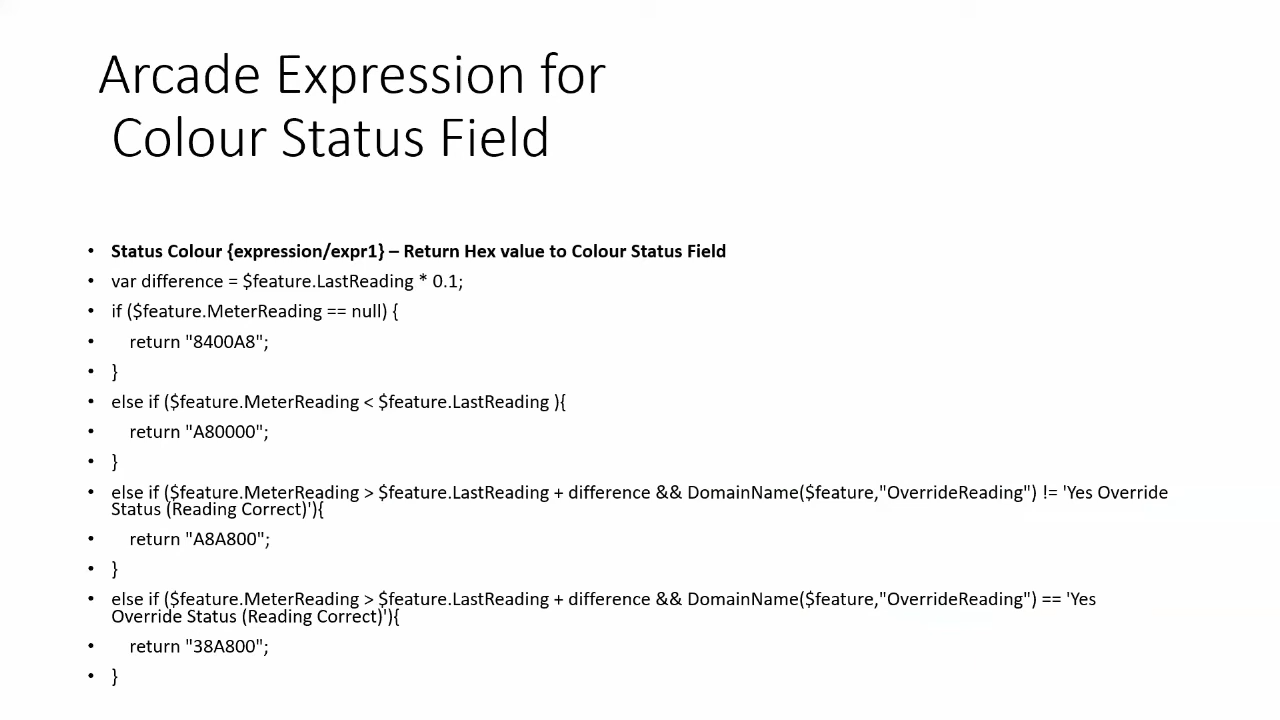 Arcade Expression for
Colour Status Field
• Status Colour {expression/expr1} – Return Hex value to Colour Status Field
• var difference = $feature.LastReading * 0.1;
• if ($feature.MeterReading == null) {
• return "8400A8";
• }
• else if ($feature.MeterReading < $feature.LastReading ){
• return "A80000";
• }
• else if ($feature.MeterReading > $feature.LastReading + difference && DomainName($feature,"OverrideReading") != 'Yes Override
Status (Reading Correct)'){
• return "A8A800";
• }
• else if ($feature.MeterReading > $feature.LastReading + difference && DomainName($feature,"OverrideReading") == 'Yes
Override Status (Reading Correct)'){
• return "38A800";
• }